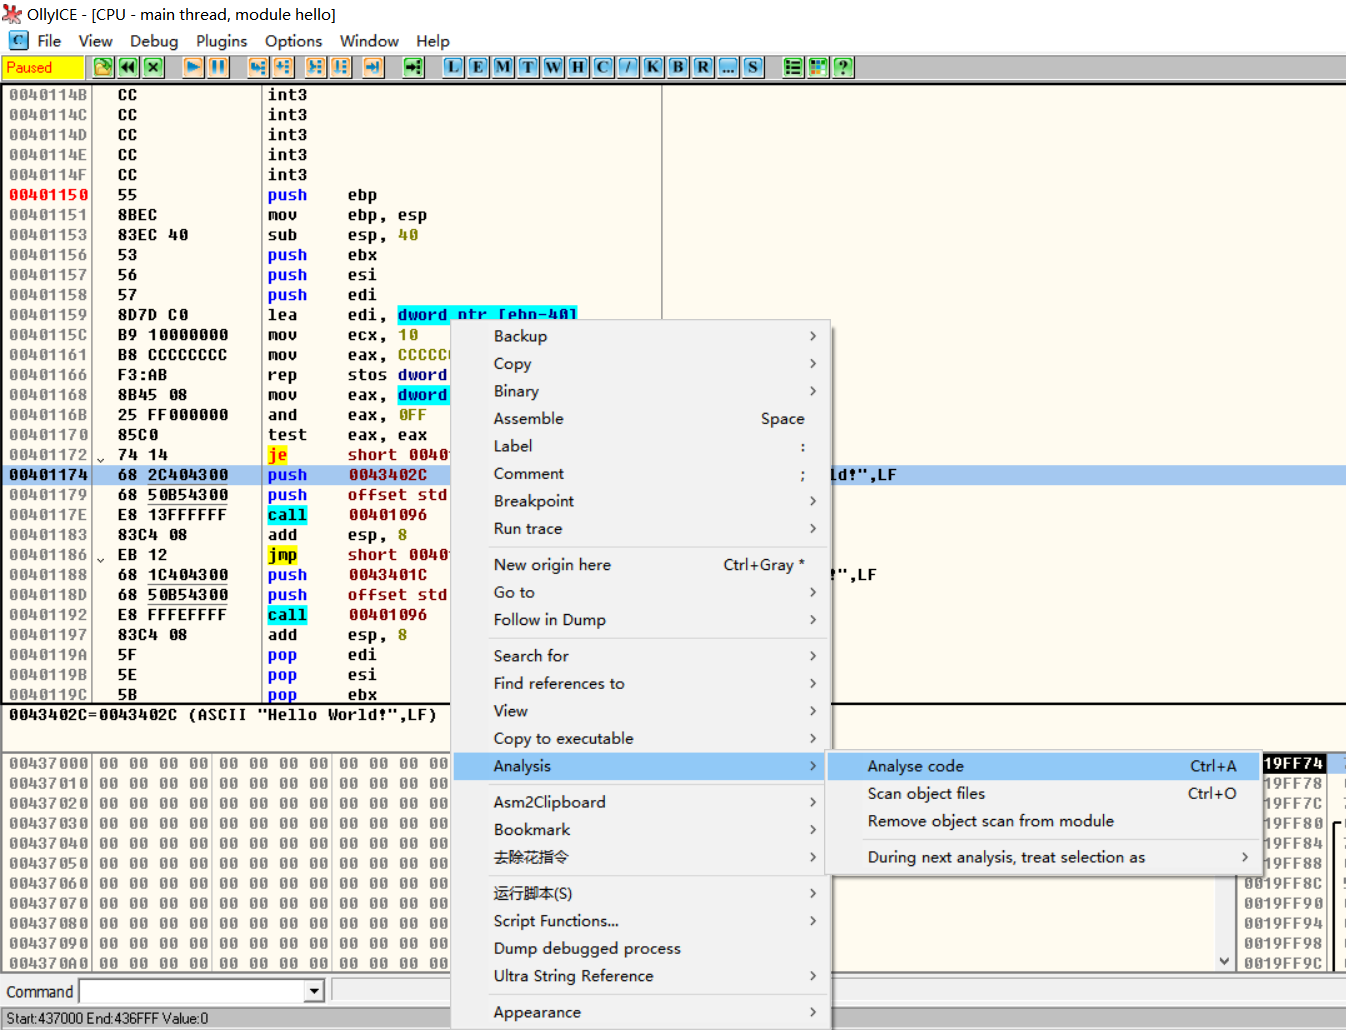 OllyICE - [CPU - main thread, module hello]
C File View Debug Plugins Options Window Help
Paused L E M T W H C / K B R ... S ?
0040114B CC int3
0040114C CC int3
0040114D CC int3
0040114E CC int3
0040114F CC int3
00401150 55 push ebp
00401151 8BEC mov ebp, esp
00401153 83EC 40 sub esp, 40
00401156 53 push ebx
00401157 56 push esi
00401158 57 push edi
00401159 8D7D C0 lea edi, dword ptr [ebp-40]
0040115C B9 10000000 mov ecx, 10
00401161 B8 CCCCCCCC mov eax, CCCCC
00401166 F3:AB rep stos dword
00401168 8B45 08 mov eax, dword
0040116B 25 FF000000 and eax, 0FF
00401170 85C0 test eax, eax
00401172 74 14 je short 0040
00401174 68 2C404300 push 0043402C ld!",LF
00401179 68 50B54300 push offset std
0040117E E8 13FFFFFF call 00401096
00401183 83C4 08 add esp, 8
00401186 EB 12 jmp short 0040
00401188 68 1C404300 push 0043401C !",LF
0040118D 68 50B54300 push offset std
00401192 E8 FFFEFFFF call 00401096
00401197 83C4 08 add esp, 8
0040119A 5F pop edi
0040119B 5E pop esi
0040119C 5B pop ebx
0043402C=0043402C (ASCII "Hello World!",LF)
00437000 00 00 00 00 00 00 00 00 00 00 00 00
00437010 00 00 00 00 00 00 00 00 00 00 00 00
00437020 00 00 00 00 00 00 00 00 00 00 00 00
00437030 00 00 00 00 00 00 00 00 00 00 00 00
00437040 00 00 00 00 00 00 00 00 00 00 00 00
00437050 00 00 00 00 00 00 00 00 00 00 00 00
00437060 00 00 00 00 00 00 00 00 00 00 00 00
00437070 00 00 00 00 00 00 00 00 00 00 00 00
00437080 00 00 00 00 00 00 00 00 00 00 00 00
00437090 00 00 00 00 00 00 00 00 00 00 00 00
004370A0 00 00 00 00 00 00 00 00 00 00 00 00
Backup
Copy
Binary
Assemble Space
Label :
Comment ;
Breakpoint
Run trace
New origin here Ctrl+Gray *
Go to
Follow in Dump
Search for
Find references to
View
Copy to executable
Analysis
Asm2Clipboard
Bookmark
去除花指令
运行脚本(S)
Script Functions...
Dump debugged process
Ultra String Reference
Appearance
Analyse code Ctrl+A
Scan object files Ctrl+O
Remove object scan from module
During next analysis, treat selection as
19FF74
19FF78
19FF7C
19FF80
19FF84
19FF88
0019FF8C
0019FF90
0019FF94
0019FF98
0019FF9C
Command
Start:437000 End:436FFF Value:0